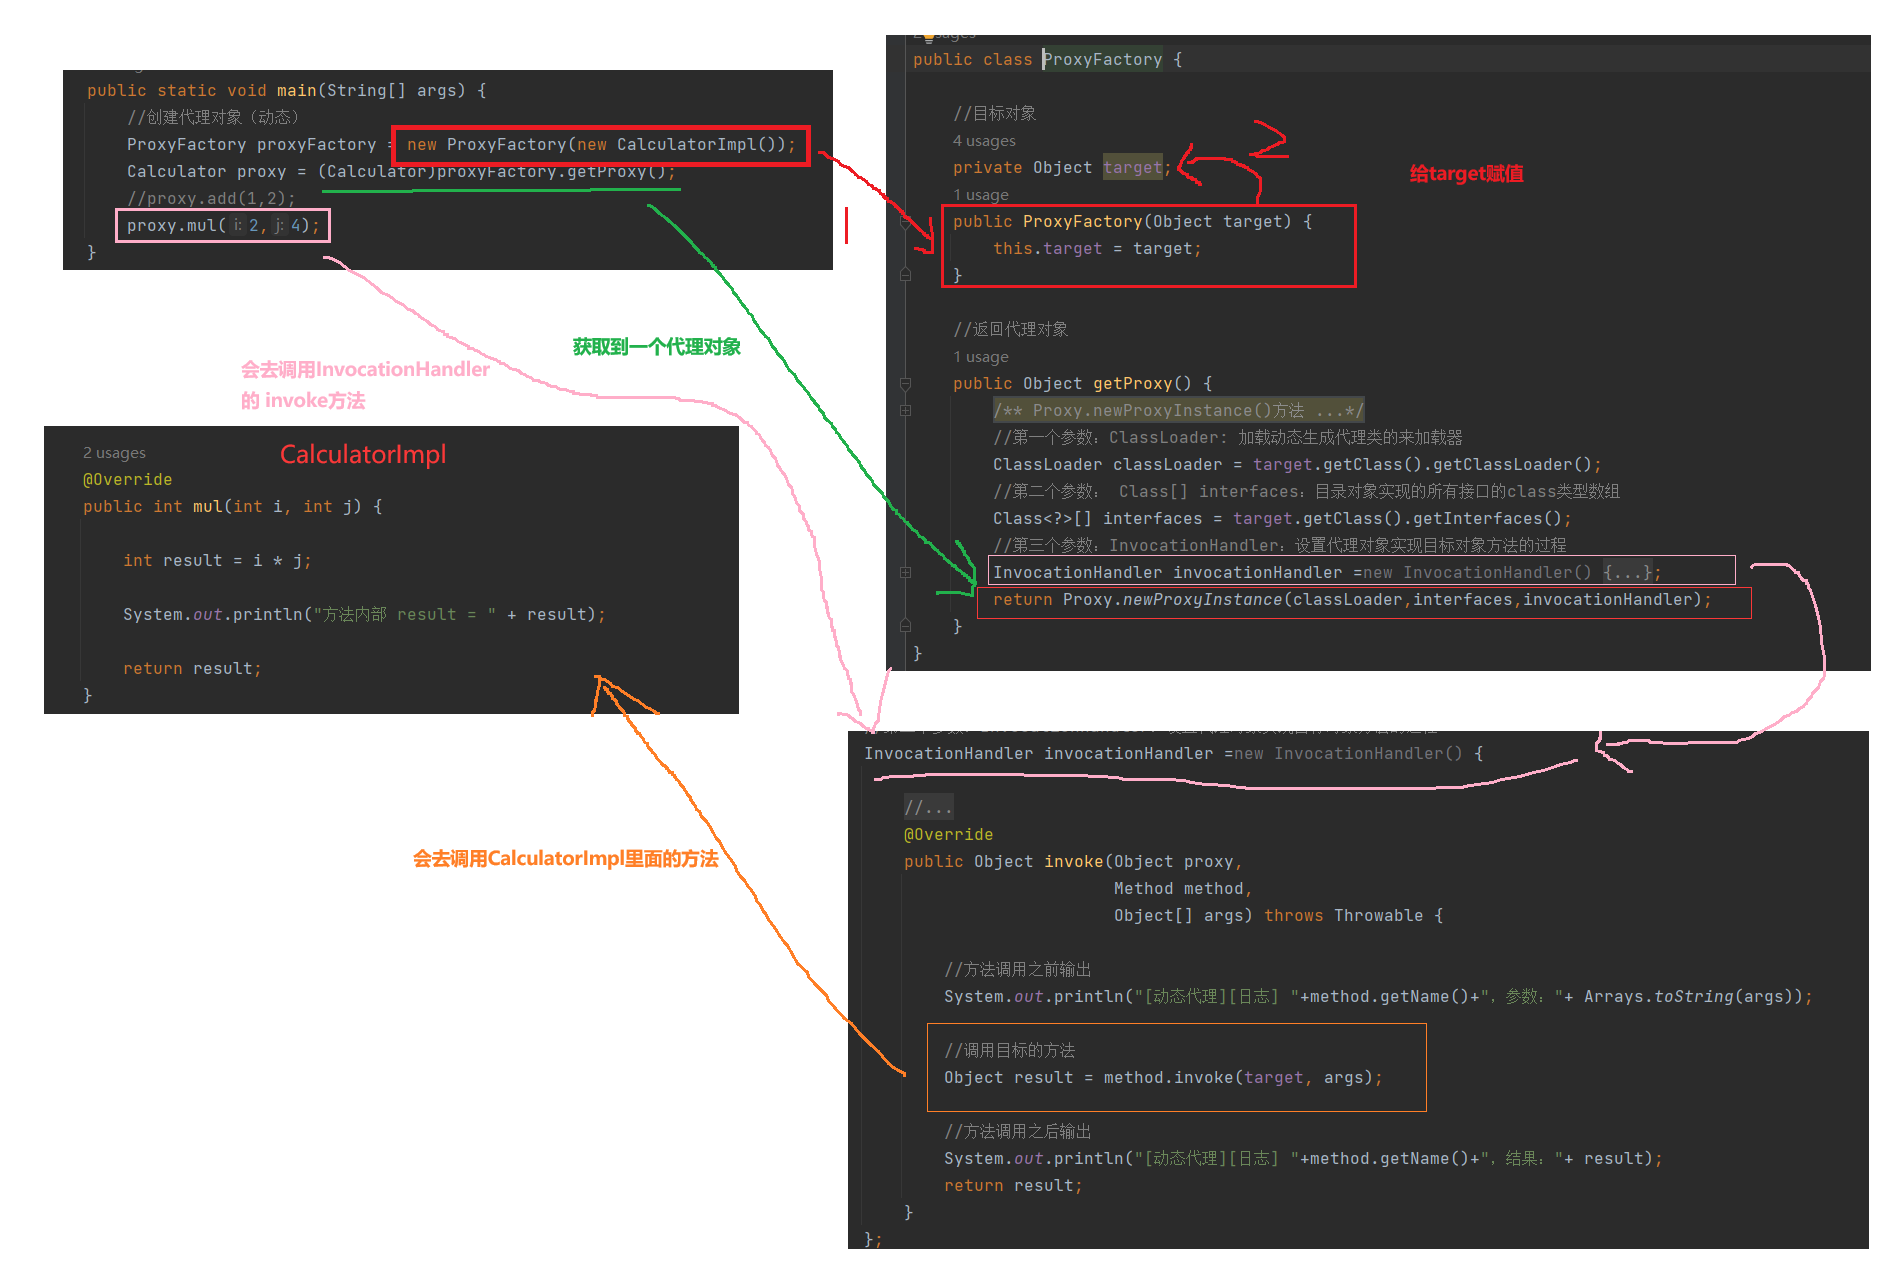 public static void main(String[] args) {
//创建代理对象（动态）
ProxyFactory proxyFactory = new ProxyFactory(new CalculatorImpl());
Calculator proxy = (Calculator)proxyFactory.getProxy();
//proxy.add(1,2);
proxy.mul( i: 2, j: 4);
}
获取到一个代理对象
会去调用InvocationHandler
的 invoke方法
2 usages
CalculatorImpl
@Override
public int mul(int i, int j) {
int result = i * j;
System.out.println("方法内部 result = " + result);
return result;
}
会去调用CalculatorImpl里面的方法
public class ProxyFactory {
//目标对象
4 usages
2
private Object target;
给target赋值
1 usage
1
public ProxyFactory(Object target) {
this.target = target;
}
//返回代理对象
1 usage
public Object getProxy() {
/** Proxy.newProxyInstance()方法 ...*/
//第一个参数：ClassLoader: 加载动态生成代理类的来加载器
ClassLoader classLoader = target.getClass().getClassLoader();
//第二个参数： Class[] interfaces：目录对象实现的所有接口的class类型数组
Class<?>[] interfaces = target.getClass().getInterfaces();
//第三个参数：InvocationHandler：设置代理对象实现目标对象方法的过程
InvocationHandler invocationHandler =new InvocationHandler() {...};
return Proxy.newProxyInstance(classLoader,interfaces,invocationHandler);
}
}
InvocationHandler invocationHandler =new InvocationHandler() {
//...
@Override
public Object invoke(Object proxy,
Method method,
Object[] args) throws Throwable {
//方法调用之前输出
System.out.println("[动态代理][日志] "+method.getName()+"，参数："+ Arrays.toString(args));
//调用目标的方法
Object result = method.invoke(target, args);
//方法调用之后输出
System.out.println("[动态代理][日志] "+method.getName()+"，结果："+ result);
return result;
}
};